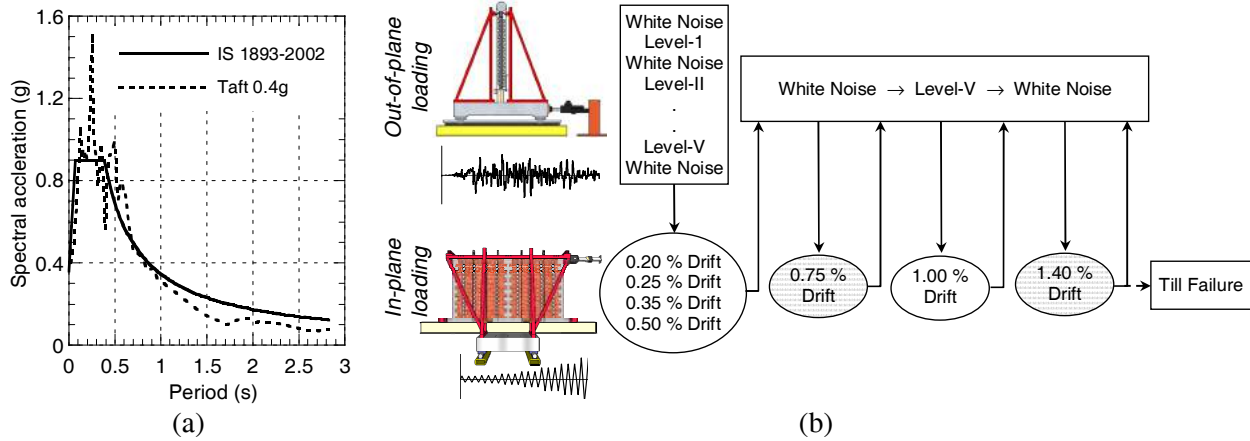 1.6
1.2
0.8
0.4
0
Spectral accleration (g)
IS 1893-2002
Taft 0.4g
0 0.5 1 1.5 2 2.5 3
Period (s)
(a)
Out-of-plane
loading
In-plane
loading
White Noise
Level-1
White Noise
Level-II
.
.
Level-V
White Noise
0.20 % Drift
0.25 % Drift
0.35 % Drift
0.50 % Drift
White Noise → Level-V → White Noise
0.75 %
Drift
1.00 %
Drift
1.40 %
Drift
Till Failure
(b)